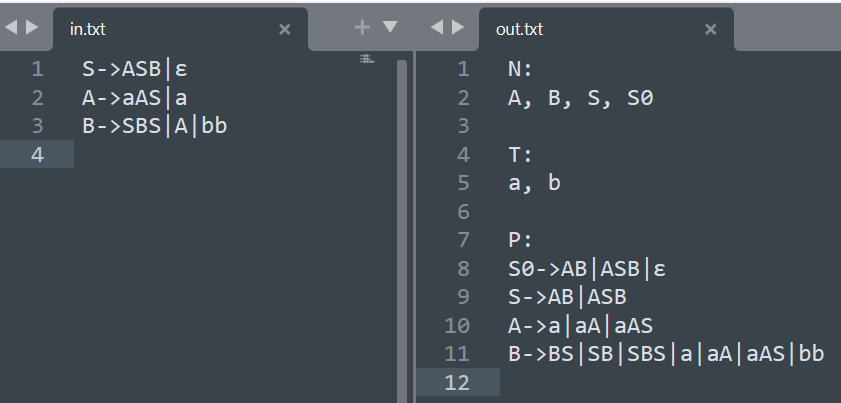 in.txt
1 S->ASB|ε
2 A->aAS|a
3 B->SBS|A|bb
4
out.txt
1 N:
2 A, B, S, S0
3
4 T:
5 a, b
6
7 P:
8 S0->AB|ASB|ε
9 S->AB|ASB
10 A->a|aA|aAS
11 B->BS|SB|SBS|a|aA|aAS|bb
12